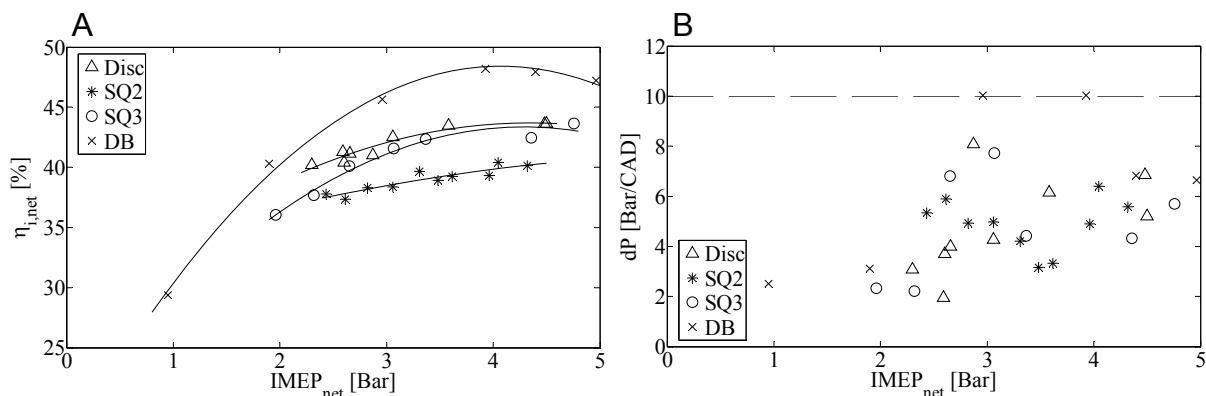 A
50
45
40
35
30
25
η_i,net [%]
Disc
SQ2
SQ3
DB
0 1 2 3 4 5
IMEP_net [Bar]
B
12
10
8
6
4
2
0
dP [Bar/CAD]
Disc
SQ2
SQ3
DB
0 1 2 3 4 5
IMEP_net [Bar]